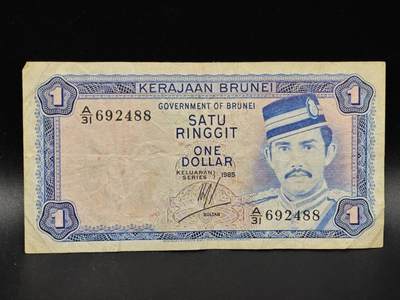 KERAJAAN BRUNEI
1
1
A/31 692488
GOVERNMENT OF BRUNEI
SATU
RINGGIT
ONE
DOLLAR
KELUARAN
SERIES
1985
SULTAN
A/31 692488
1
1